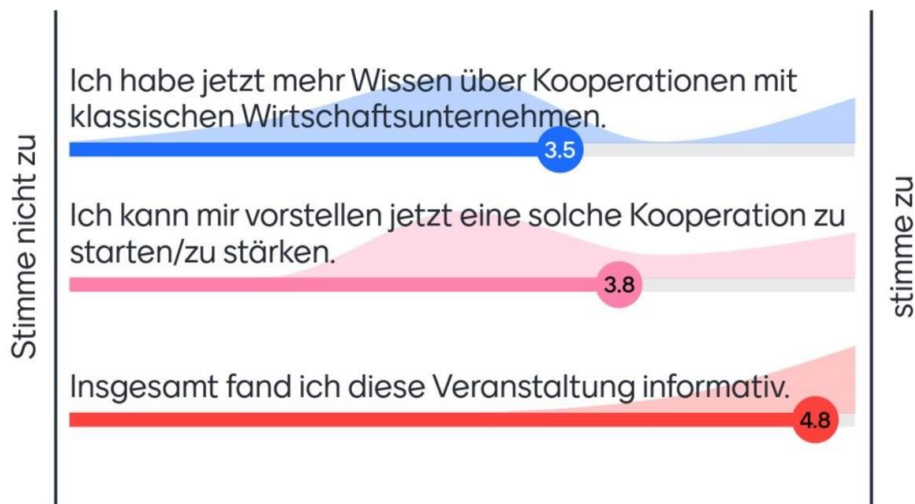 Stimme nicht zu
Ich habe jetzt mehr Wissen über Kooperationen mit
klassischen Wirtschaftsunternehmen.
3.5
Ich kann mir vorstellen jetzt eine solche Kooperation zu
starten/zu stärken.
3.8
Insgesamt fand ich diese Veranstaltung informativ.
4.8
stimme zu